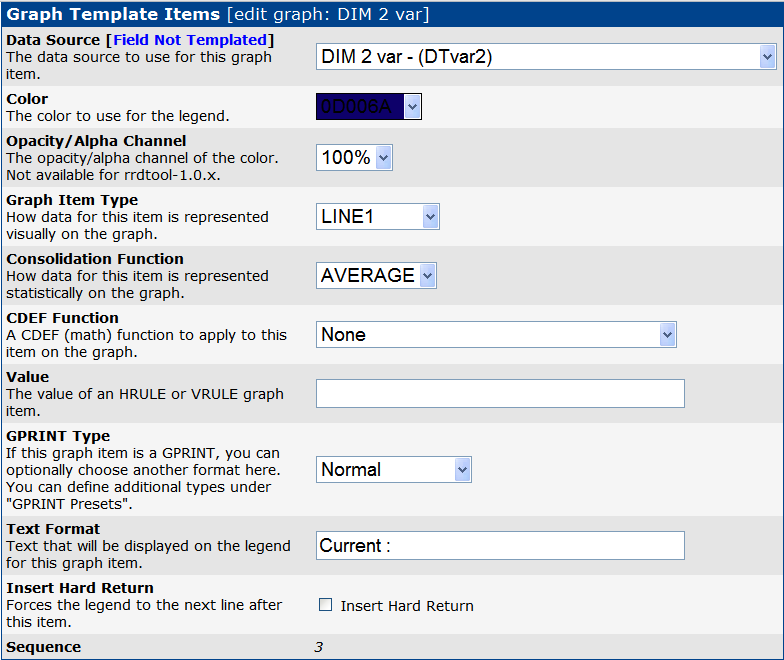 Graph Template Items [edit graph: DIM 2 var]
Data Source [Field Not Templated]
The data source to use for this graph
item.
DIM 2 var - (DTvar2)
Color
The color to use for the legend.
0D006A
Opacity/Alpha Channel
The opacity/alpha channel of the color.
Not available for rrdtool-1.0.x.
100%
Graph Item Type
How data for this item is represented
visually on the graph.
LINE1
Consolidation Function
How data for this item is represented
statistically on the graph.
AVERAGE
CDEF Function
A CDEF (math) function to apply to this
item on the graph.
None
Value
The value of an HRULE or VRULE graph
item.
GPRINT Type
If this graph item is a GPRINT, you can
optionally choose another format here.
You can define additional types under
"GPRINT Presets".
Normal
Text Format
Text that will be displayed on the legend
for this graph item.
Current :
Insert Hard Return
Forces the legend to the next line after
this item.
Insert Hard Return
Sequence
3